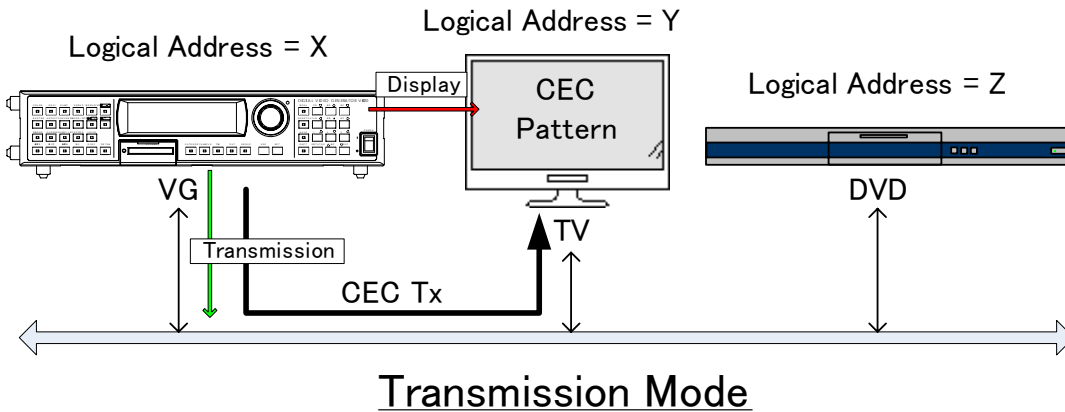 Logical Address = X
Logical Address = Y
Logical Address = Z
Display
CEC
Pattern
VG
TV
DVD
Transmission
CEC Tx
Transmission Mode